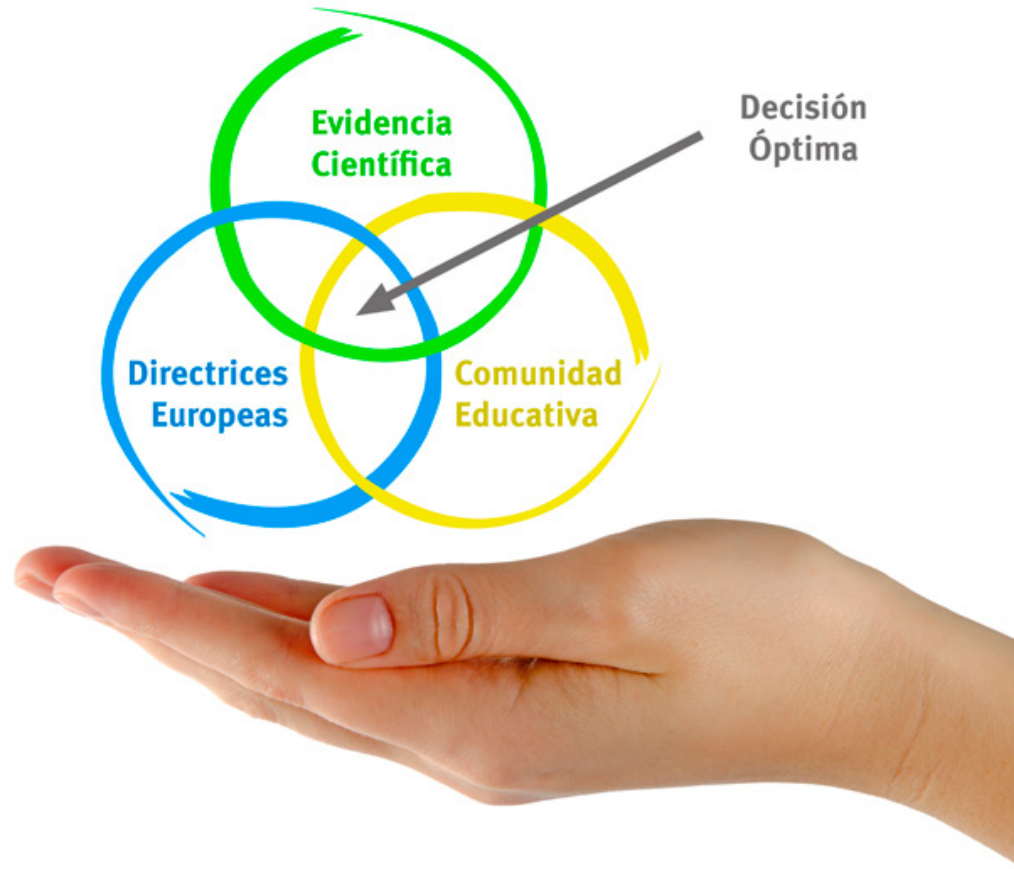 Evidencia
Científica
Decisión
Óptima
Directrices
Europeas
Comunidad
Educativa